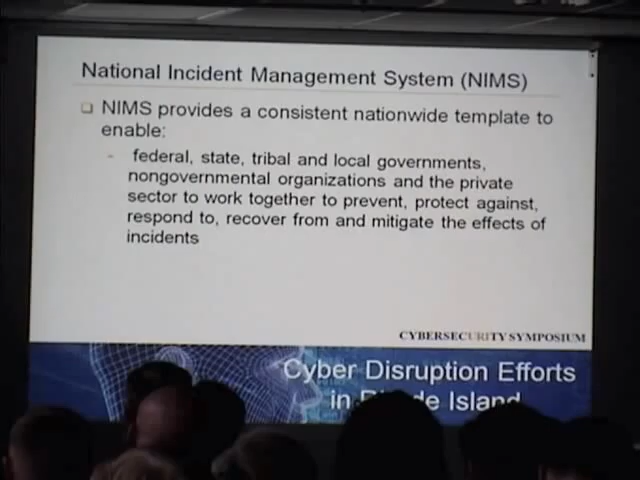 National Incident Management System (NIMS)
NIMS provides a consistent nationwide template to
enable:
- federal, state, tribal and local governments,
nongovernmental organizations and the private
sector to work together to prevent, protect against,
respond to, recover from and mitigate the effects of
incidents
CYBERSECURITY SYMPOSIUM
Cyber Disruption Efforts
in Rhode Island